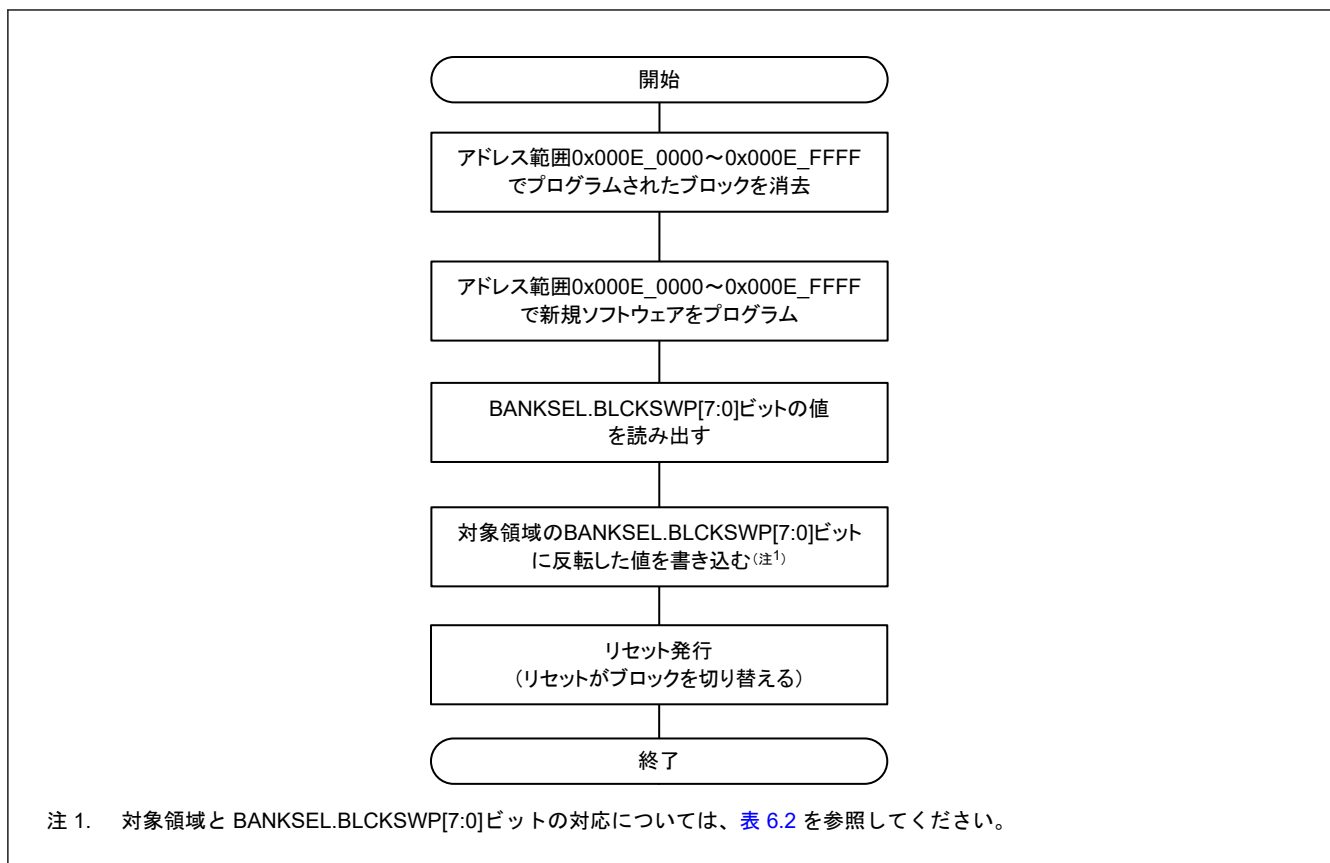 開始
アドレス範囲0x000E_0000～0x000E_FFFF
でプログラムされたブロックを消去
アドレス範囲0x000E_0000～0x000E_FFFF
で新規ソフトウェアをプログラム
BANKSEL.BLCKSWP[7:0]ビットの値
を読み出す
対象領域のBANKSEL.BLCKSWP[7:0]ビット
に反転した値を書き込む（注1）
リセット発行
（リセットがブロックを切り替える）
終了
注 1. 対象領域と BANKSEL.BLCKSWP[7:0]ビットの対応については、表 6.2 を参照してください。